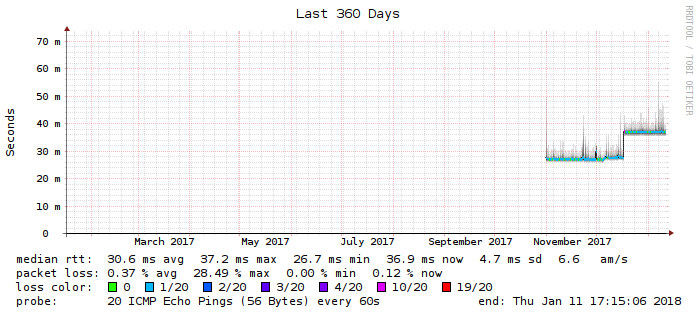 Last 360 Days
RRDTOOL / TOBI OETIKER
Seconds
70 m
60 m
50 m
40 m
30 m
20 m
10 m
0
March 2017 May 2017 July 2017 September 2017 November 2017
median rtt: 30.6 ms avg 37.2 ms max 26.7 ms min 36.9 ms now 4.7 ms sd 6.6 am/s
packet loss: 0.37 % avg 28.49 % max 0.00 % min 0.12 % now
loss color: 0 1/20 2/20 3/20 4/20 10/20 19/20
probe: 20 ICMP Echo Pings (56 Bytes) every 60s end: Thu Jan 11 17:15:06 2018